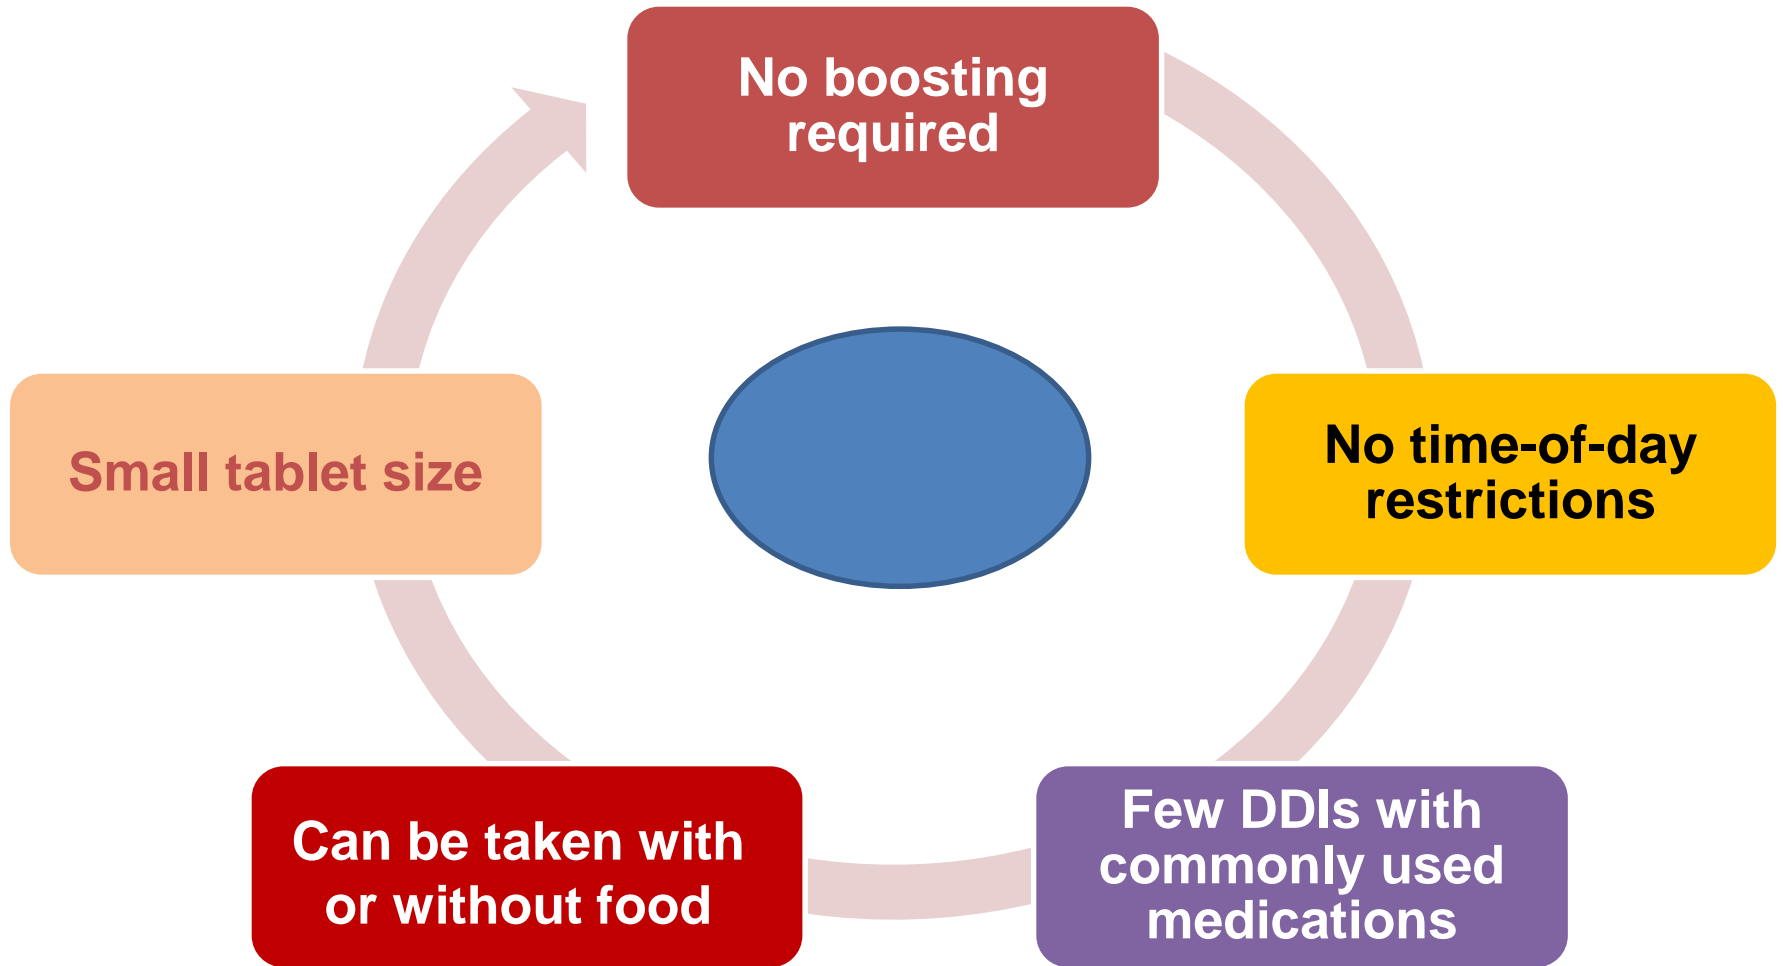 No boosting
required
No time-of-day
restrictions
Few DDIs with
commonly used
medications
Can be taken with
or without food
Small tablet size